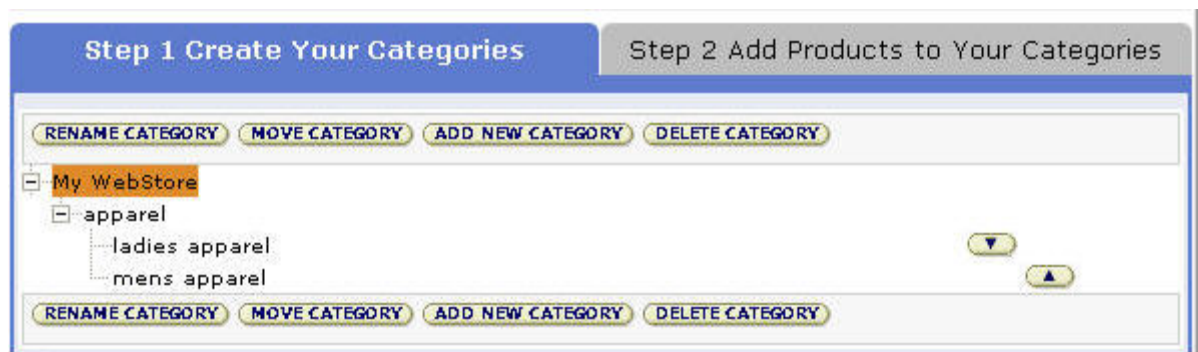 Step 1 Create Your Categories Step 2 Add Products to Your Categories
RENAME CATEGORY MOVE CATEGORY ADD NEW CATEGORY DELETE CATEGORY
My WebStore
apparel
ladies apparel
mens apparel
RENAME CATEGORY MOVE CATEGORY ADD NEW CATEGORY DELETE CATEGORY